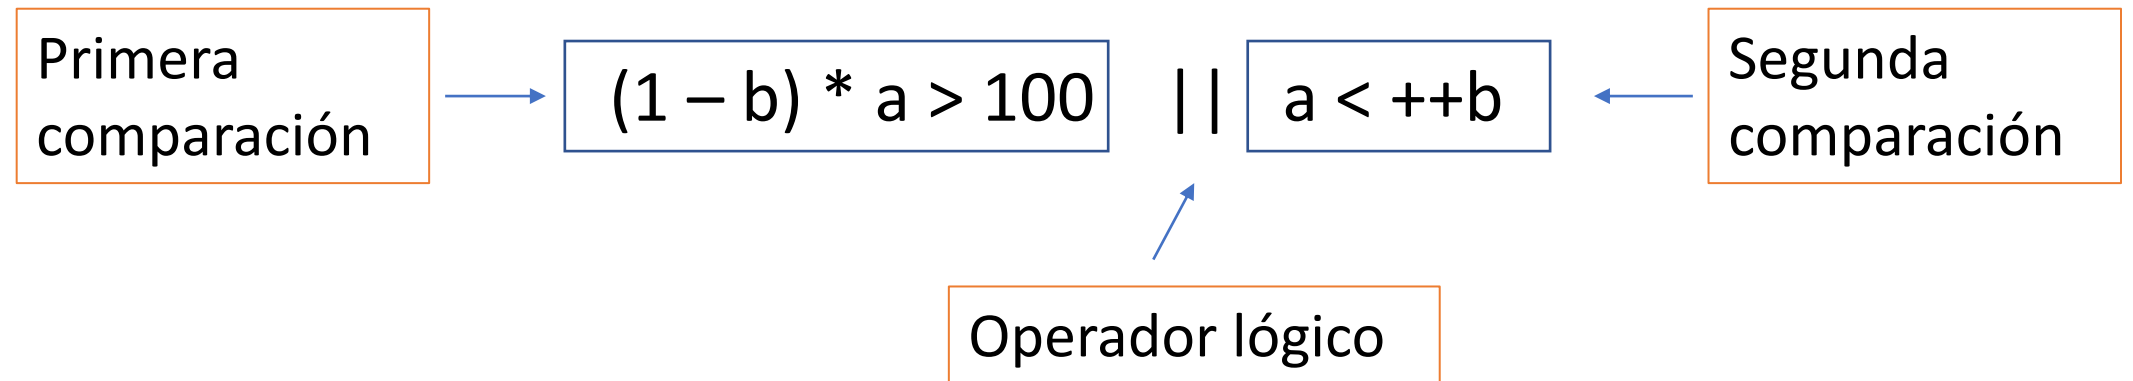 Primera
comparación
(1 – b) * a > 100 || a < ++b
Segunda
comparación
Operador lógico